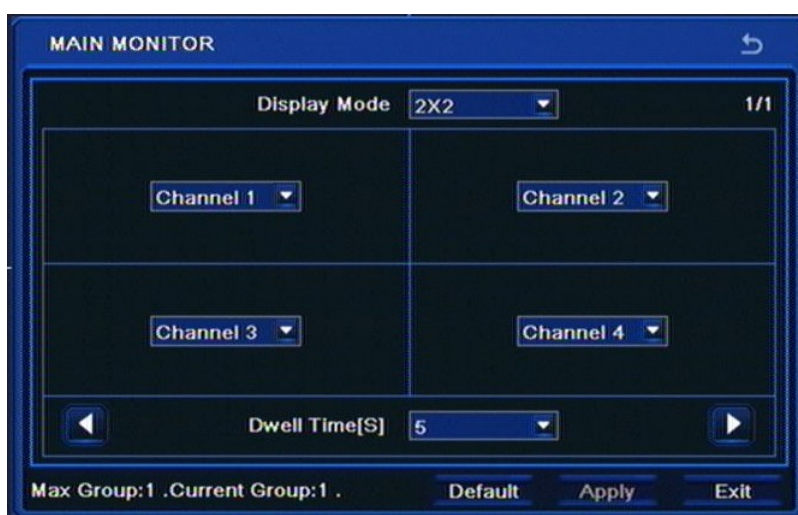 MAIN MONITOR
Display Mode 2X2 1/1
Channel 1 Channel 2
Channel 3 Channel 4
Dwell Time[S] 5
Max Group:1 .Current Group:1 . Default Apply Exit